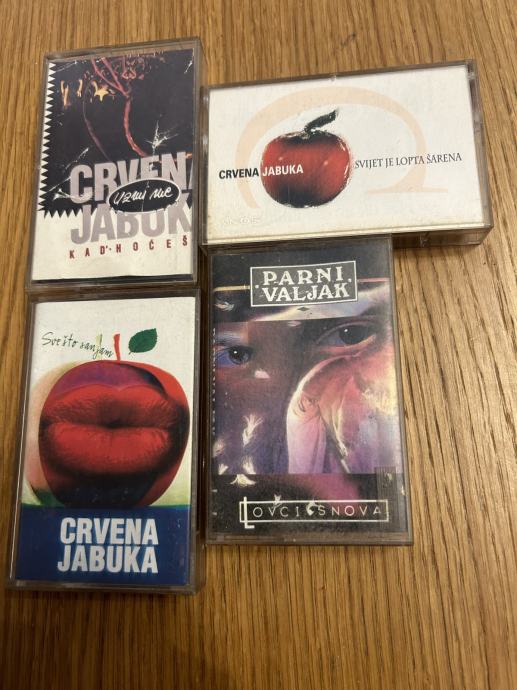 CRVENA
uzmi me
JABUK
KAD HOĆEŠ
CRVENA JABUKA
SVIJET JE LOPTA ŠARENA
Sve što sanjam
CRVENA
JABUKA
PARNI
VALJAK
LOVCI SNOVA